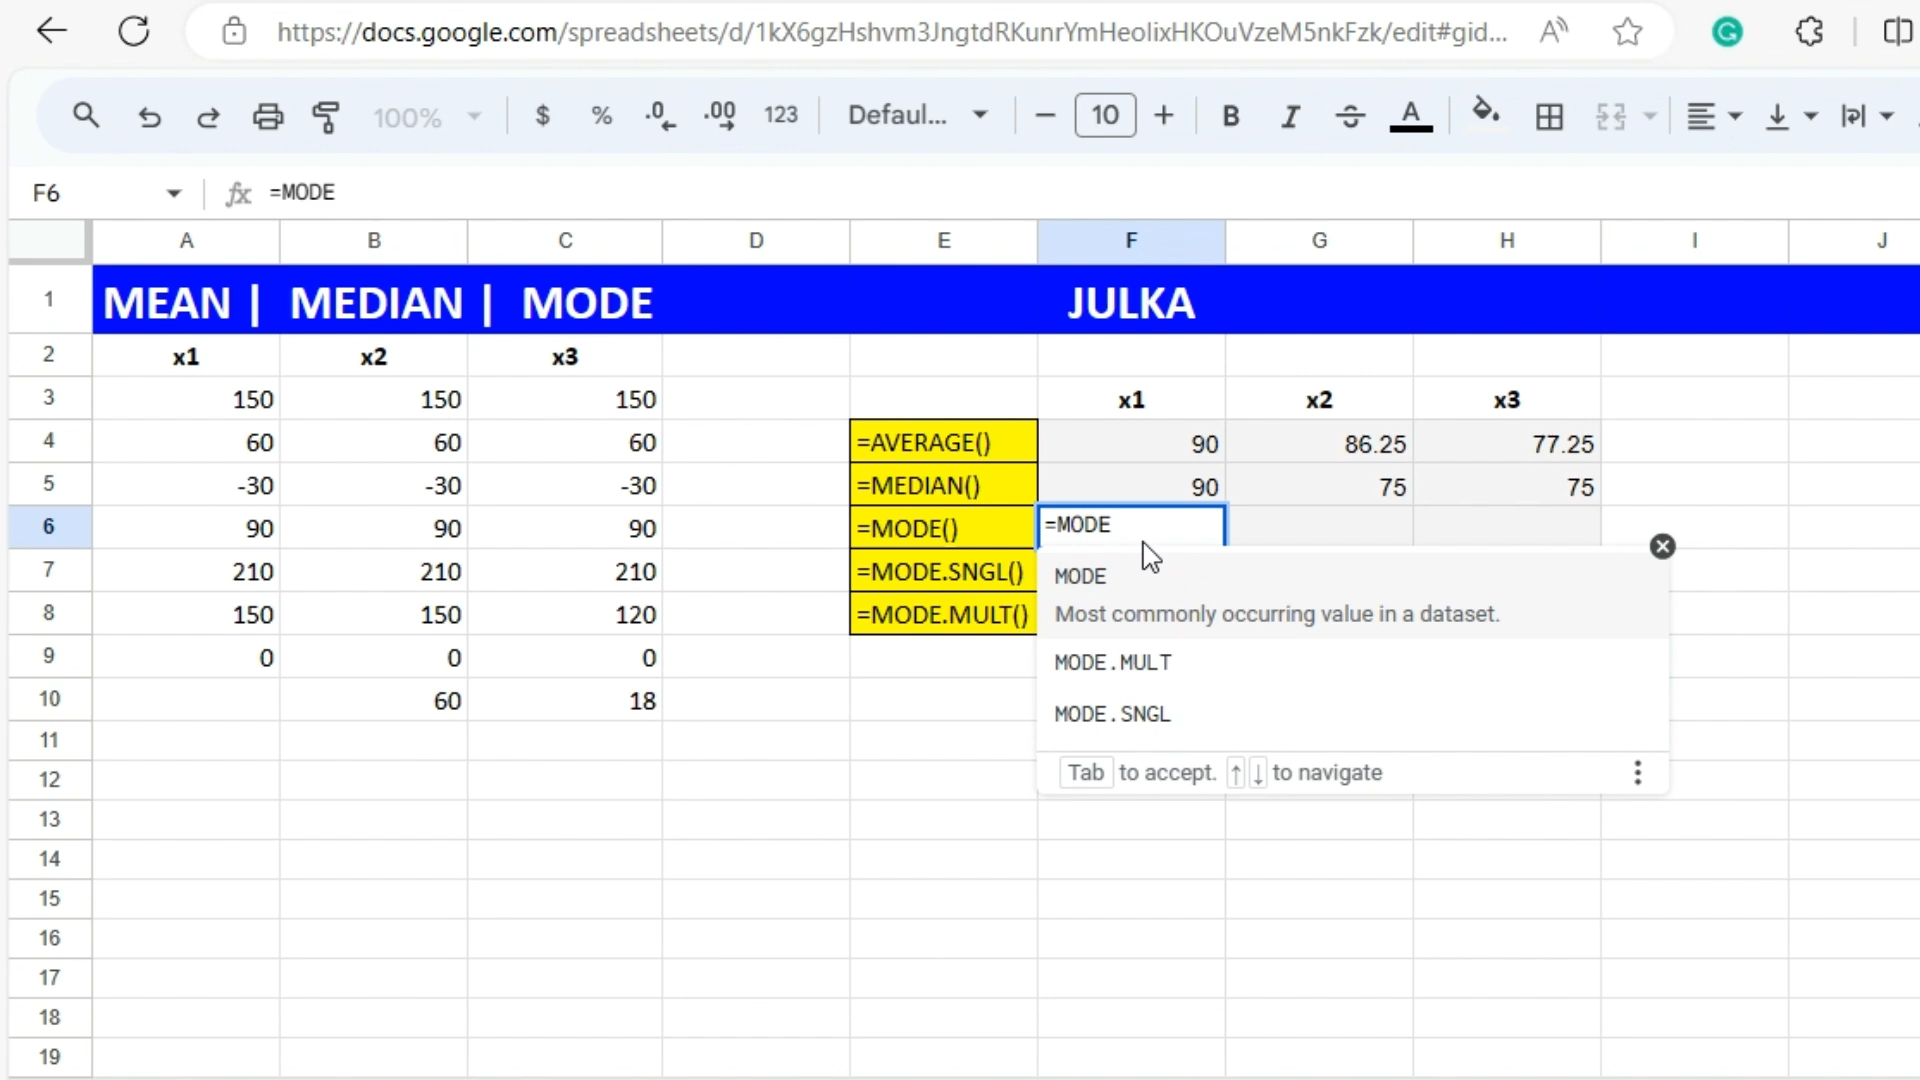 https://docs.google.com/spreadsheets/d/1kX6gzHshvm3JngtdRKunrYmHeolixHKOuVzeM5nkFzk/edit#gid...
100% $ % .0 .00 123 Defaul... − 10 + B I S A
F6 fx =MODE
A B C D E F G H I J
1 MEAN | MEDIAN | MODE JULKA
2 x1 x2 x3
3 150 150 150 x1 x2 x3
4 60 60 60 =AVERAGE() 90 86.25 77.25
5 -30 -30 -30 =MEDIAN() 90 75 75
6 90 90 90 =MODE() =MODE
7 210 210 210 =MODE.SNGL() MODE
8 150 150 120 =MODE.MULT() Most commonly occurring value in a dataset.
9 0 0 0 MODE.MULT
10 60 18 MODE.SNGL
11
12 Tab to accept. ↑ ↓ to navigate
13
14
15
16
17
18
19